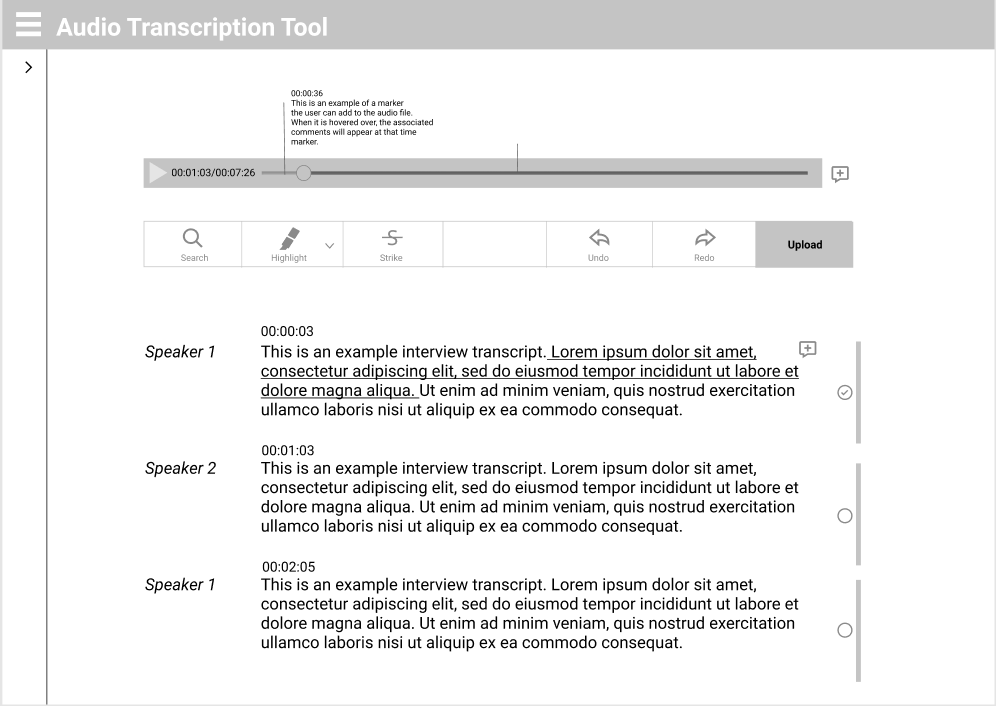 Audio Transcription Tool
00:00:36
This is an example of a marker
the user can add to the audio file.
When it is hovered over, the associated
comments will appear at that time
marker.
00:01:03/00:07:26
Search
Highlight
Strike
Undo
Redo
Upload
00:00:03
Speaker 1
This is an example interview transcript. Lorem ipsum dolor sit amet,
consectetur adipiscing elit, sed do eiusmod tempor incididunt ut labore et
dolore magna aliqua. Ut enim ad minim veniam, quis nostrud exercitation
ullamco laboris nisi ut aliquip ex ea commodo consequat.
00:01:03
Speaker 2
This is an example interview transcript. Lorem ipsum dolor sit amet,
consectetur adipiscing elit, sed do eiusmod tempor incididunt ut labore et
dolore magna aliqua. Ut enim ad minim veniam, quis nostrud exercitation
ullamco laboris nisi ut aliquip ex ea commodo consequat.
00:02:05
Speaker 1
This is an example interview transcript. Lorem ipsum dolor sit amet,
consectetur adipiscing elit, sed do eiusmod tempor incididunt ut labore et
dolore magna aliqua. Ut enim ad minim veniam, quis nostrud exercitation
ullamco laboris nisi ut aliquip ex ea commodo consequat.